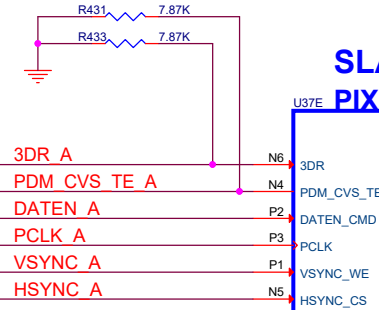 R431 7.87K
R433 7.87K
SLA
U37E PIX
3DR_A N6 3DR
PDM_CVS_TE_A N4 PDM_CVS_TE
DATEN_A P2 DATEN_CMD
PCLK_A P3 PCLK
VSYNC_A P1 VSYNC_WE
HSYNC_A N5 HSYNC_CS